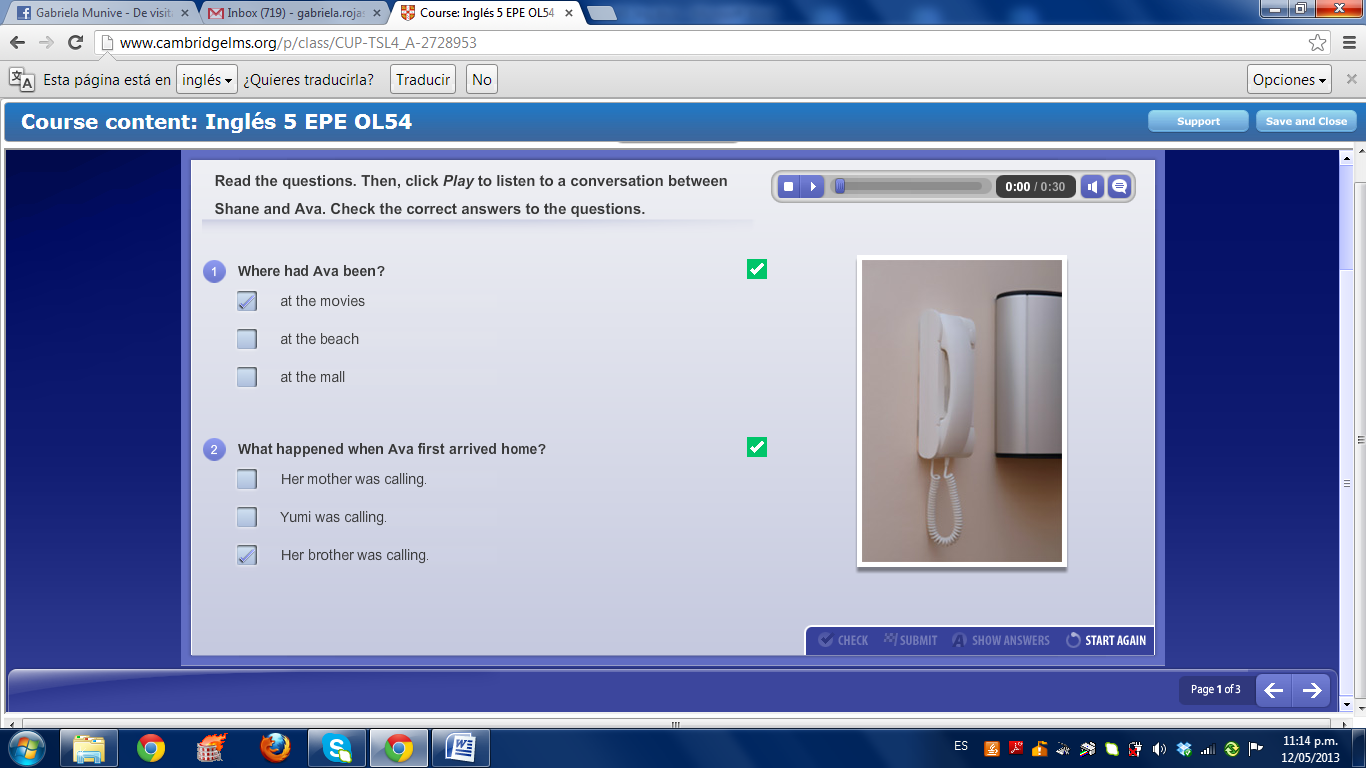 Gabriela Munive - De visita
Inbox (719) - gabriela.rojas
Course: Inglés 5 EPE OL54
www.cambridgelms.org/p/class/CUP-TSL4_A-2728953
Esta página está en inglés ¿Quieres traducirla? Traducir No Opciones
Course content: Inglés 5 EPE OL54
Support
Save and Close
Read the questions. Then, click Play to listen to a conversation between
Shane and Ava. Check the correct answers to the questions.
0:00 / 0:30
1 Where had Ava been?
at the movies
at the beach
at the mall
2 What happened when Ava first arrived home?
Her mother was calling.
Yumi was calling.
Her brother was calling.
CHECK SUBMIT SHOW ANSWERS START AGAIN
Page 1 of 3
ES
11:14 p.m.
12/05/2013